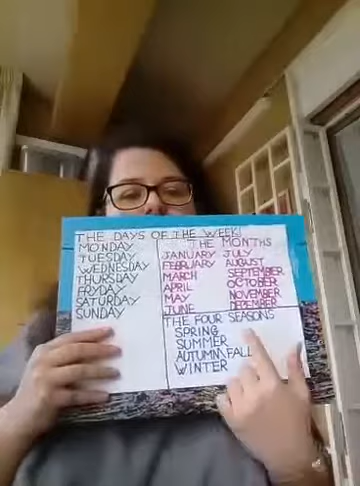 THE DAYS OF THE WEEK!
MONDAY
TUESDAY
WEDNESDAY
THURSDAY
FRYDAY
SATURDAY
SUNDAY
THE MONTHS
JANUARY JULY
FEBRUARY AUGUST
MARCH SEPTEMBER
APRIL OCTOBER
MAY NOVEMBER
JUNE DECEMBER
THE FOUR SEASONS
SPRING
SUMMER
AUTUMN FALL
WINTER